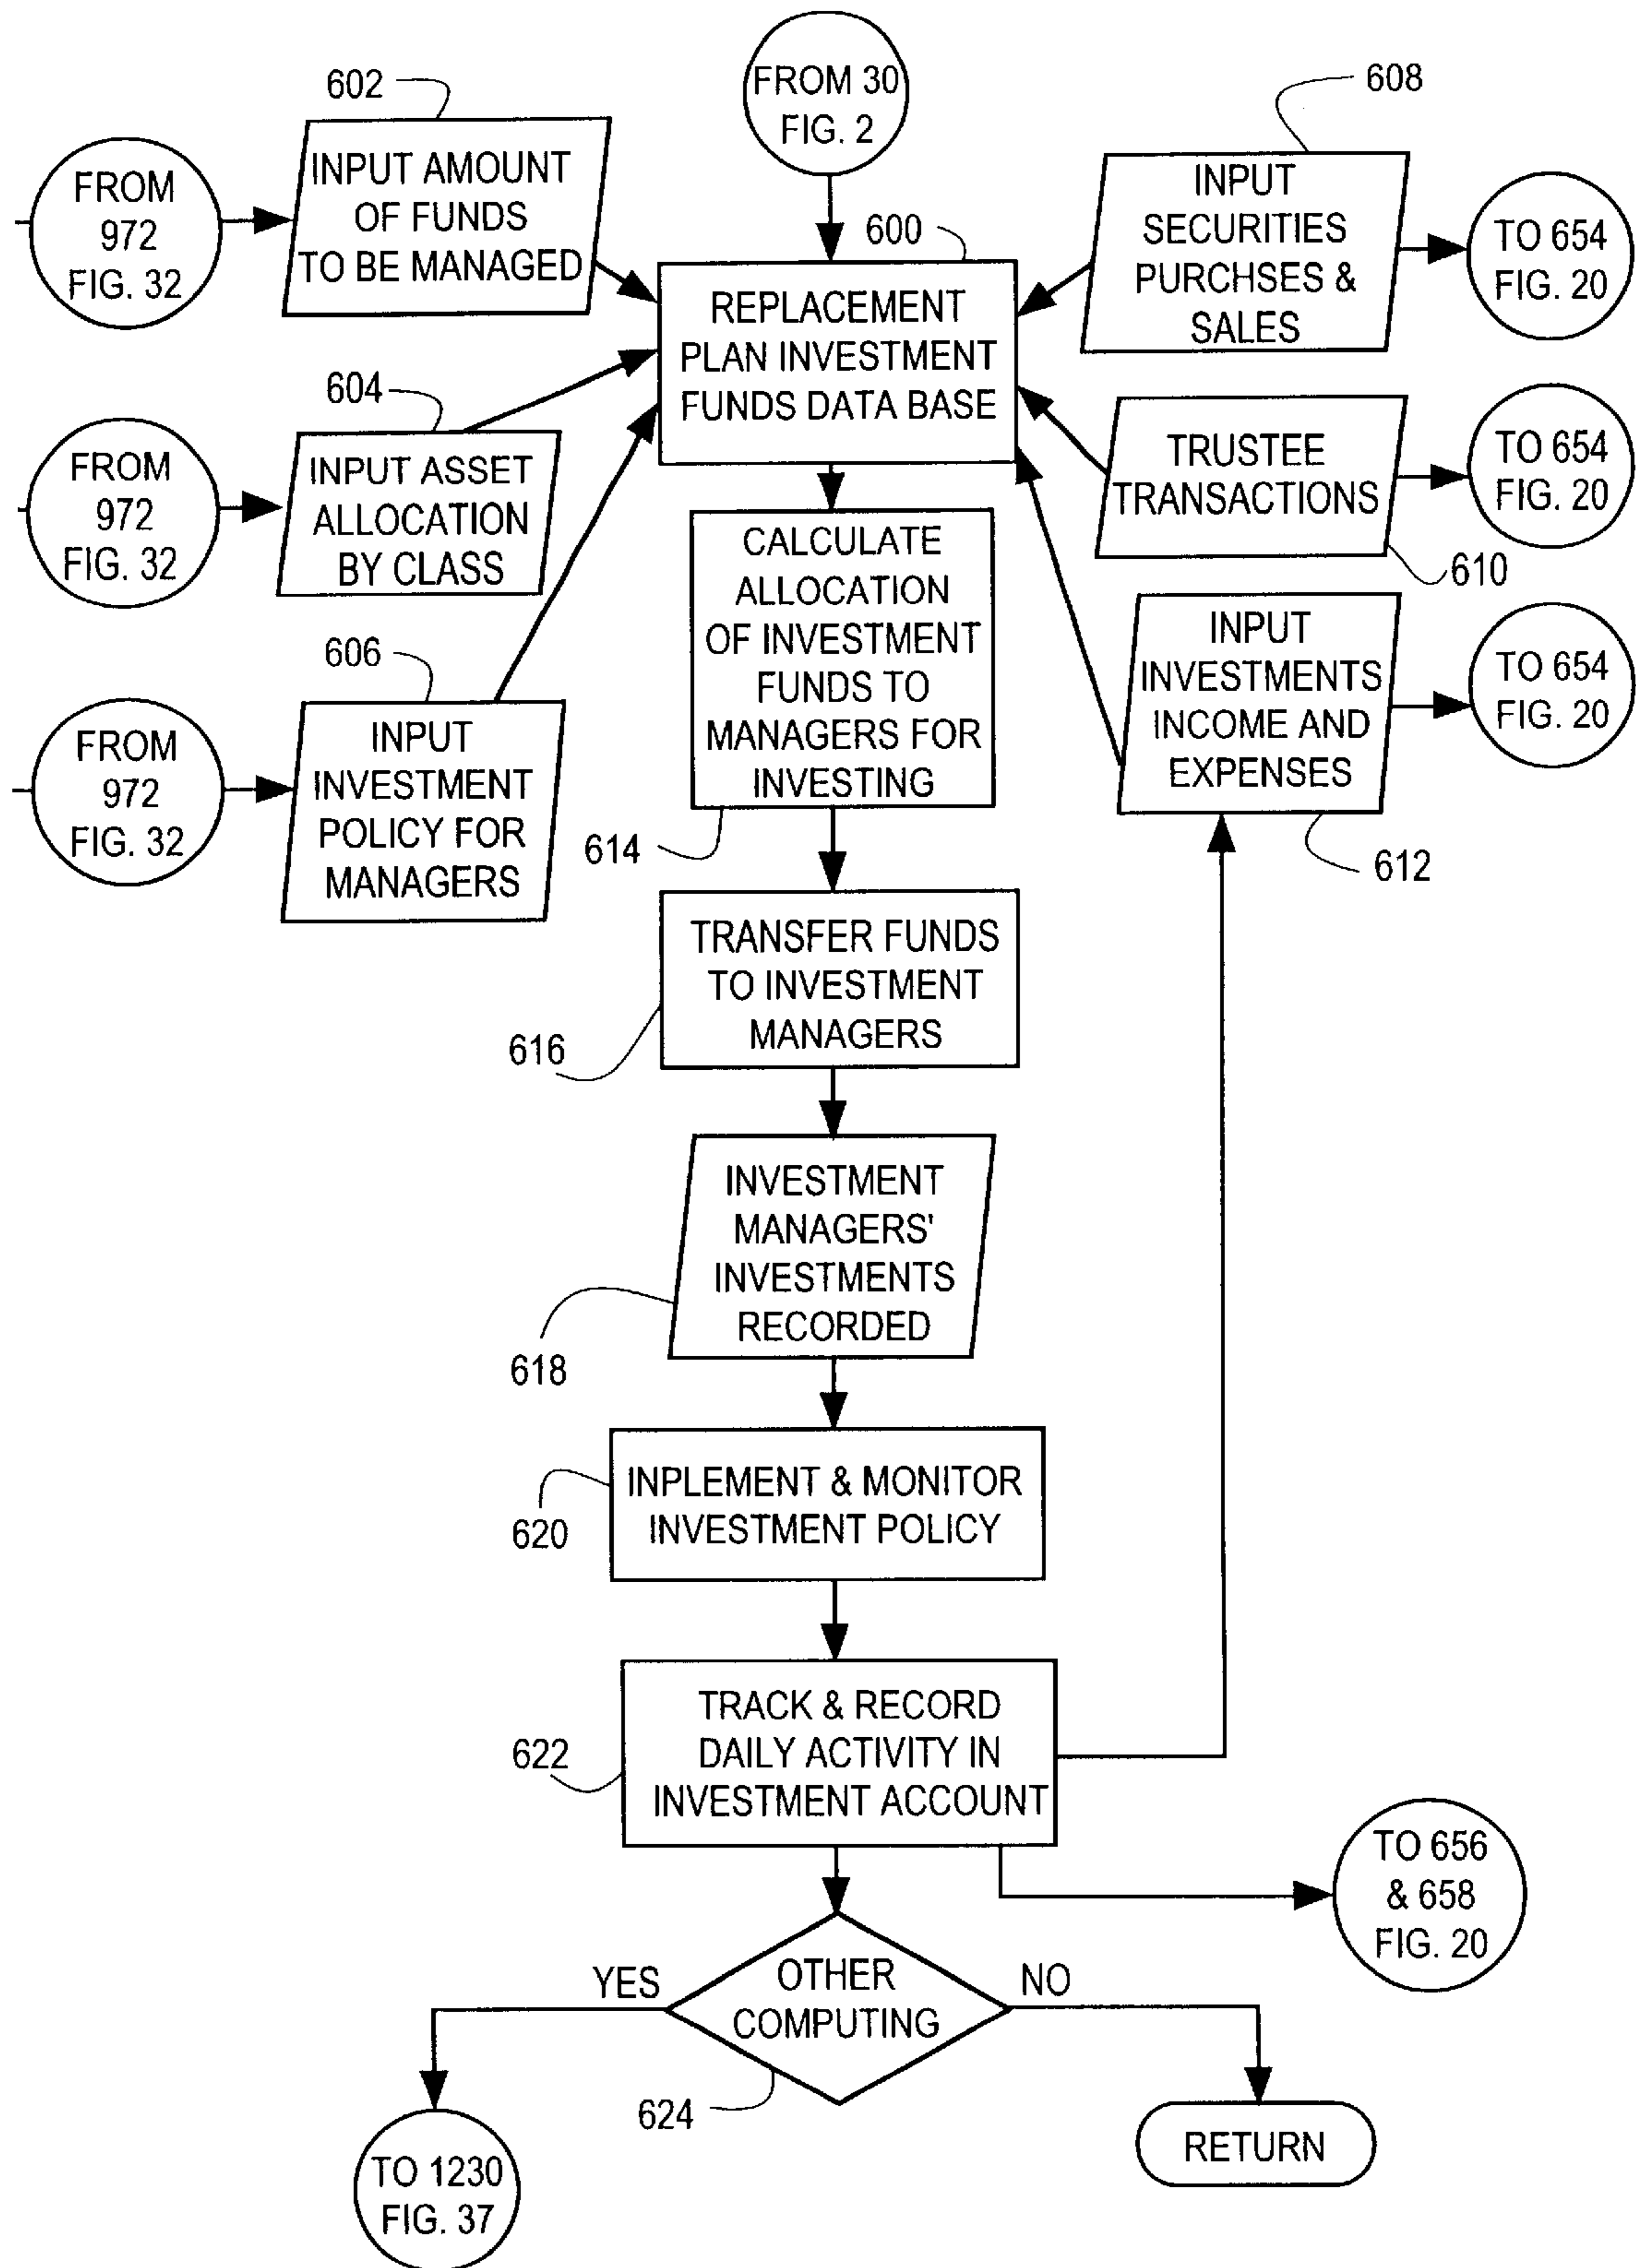 602
FROM 30
FIG. 2
608
FROM
972
FIG. 32
INPUT AMOUNT
OF FUNDS
TO BE MANAGED
600
INPUT
SECURITIES
PURCHSES &
SALES
TO 654
FIG. 20
REPLACEMENT
PLAN INVESTMENT
FUNDS DATA BASE
604
FROM
972
FIG. 32
INPUT ASSET
ALLOCATION
BY CLASS
TRUSTEE
TRANSACTIONS
TO 654
FIG. 20
610
CALCULATE
ALLOCATION
OF INVESTMENT
FUNDS TO
MANAGERS FOR
INVESTING
614
606
FROM
972
FIG. 32
INPUT
INVESTMENT
POLICY FOR
MANAGERS
INPUT
INVESTMENTS
INCOME AND
EXPENSES
TO 654
FIG. 20
612
TRANSFER FUNDS
TO INVESTMENT
MANAGERS
616
INVESTMENT
MANAGERS'
INVESTMENTS
RECORDED
618
INPLEMENT & MONITOR
INVESTMENT POLICY
620
TRACK & RECORD
DAILY ACTIVITY IN
INVESTMENT ACCOUNT
622
TO 656
& 658
FIG. 20
YES
OTHER
COMPUTING
NO
624
TO 1230
FIG. 37
RETURN